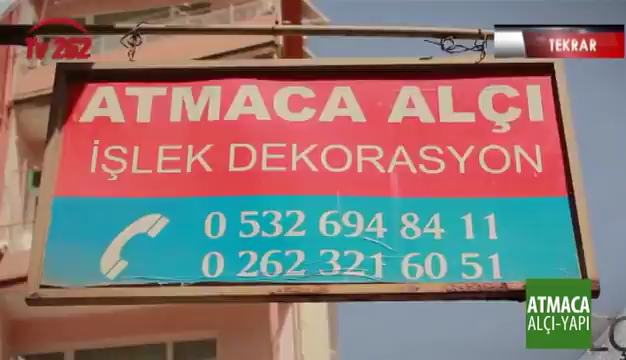 tv 262
TEKRAR
ATMACA ALÇI
İŞLEK DEKORASYON
0 532 694 84 11
0 262 321 60 51
ATMACA
ALÇI-YAPI